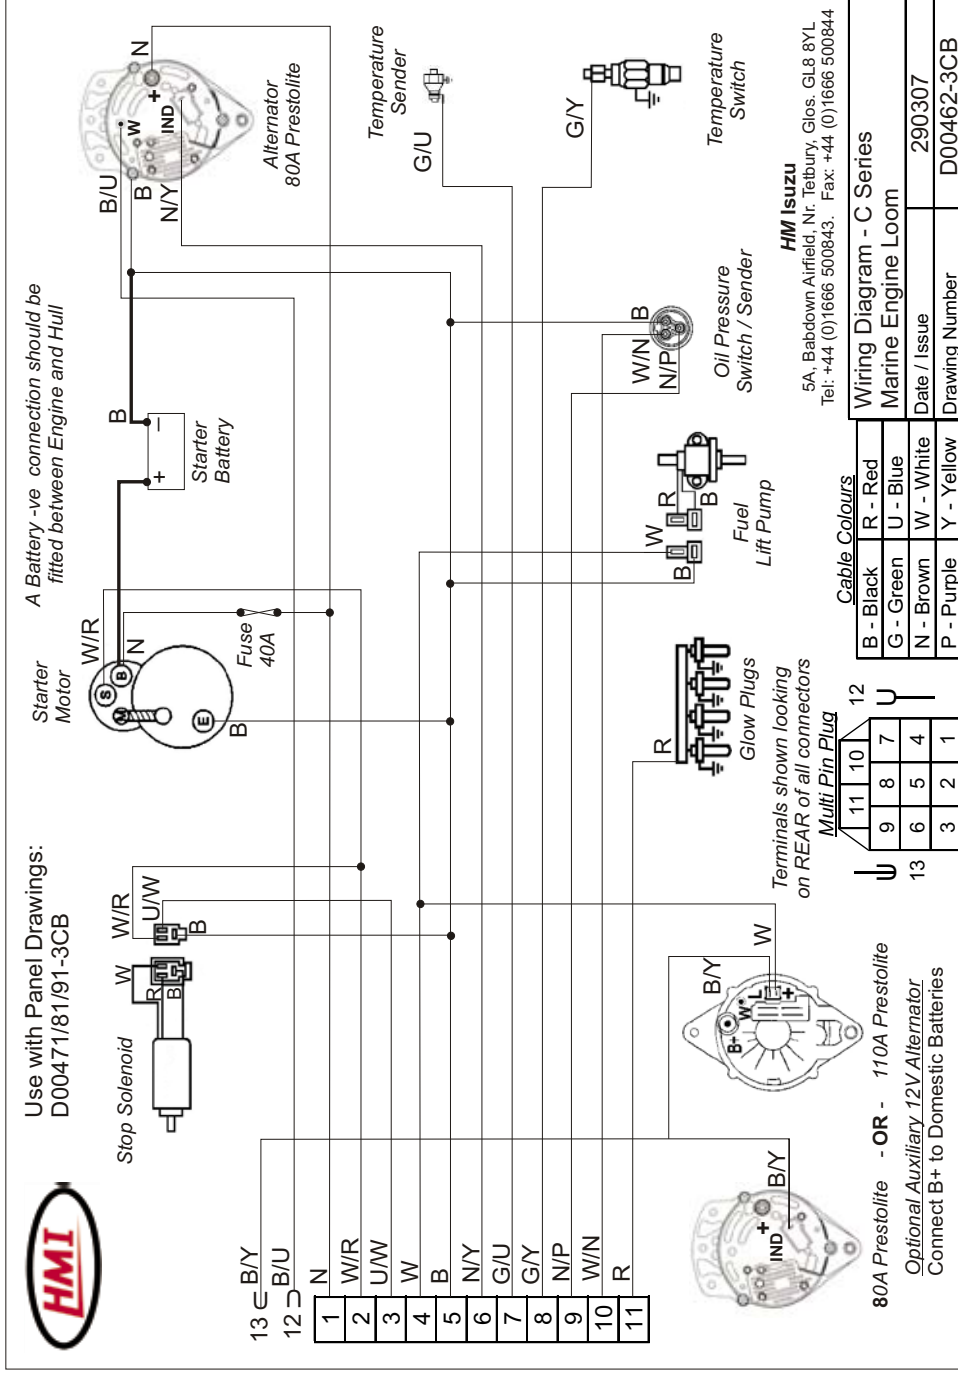 HMI
Use with Panel Drawings:
D00471/81/91-3CB
A Battery -ve connection should be
fitted between Engine and Hull
Stop Solenoid
W
R
B
W/R
U/W
B
Starter
Motor
W/R
S
B
M
E
N
B
Fuse
40A
B
+
–
Starter
Battery
B/U
B
N/Y
N
W
+
IND
Alternator
80A Prestolite
Temperature
Sender
G/U
Temperature
Switch
G/Y
Oil Pressure
Switch / Sender
W/N
N/P
B
Fuel
Lift Pump
W
B
R
B
Glow Plugs
R
13 B/Y
12 B/U
1 N
2 W/R
3 U/W
4 W
5 B
6 N/Y
7 G/U
8 G/Y
9 N/P
10 W/N
11 R
IND
+
B/Y
B+
W
L
+
B/Y
W
80A Prestolite - OR - 110A Prestolite
Optional Auxiliary 12V Alternator
Connect B+ to Domestic Batteries
Terminals shown looking
on REAR of all connectors
Multi Pin Plug
13
12
11 10
9 8 7
6 5 4
3 2 1
Cable Colours
B - Black R - Red
G - Green U - Blue
N - Brown W - White
P - Purple Y - Yellow
HM Isuzu
5A, Babdown Airfield, Nr. Tetbury, Glos. GL8 8YL
Tel: +44 (0)1666 500843. Fax: +44 (0)1666 500844
Wiring Diagram - C Series
Marine Engine Loom
Date / Issue 290307
Drawing Number D00462-3CB